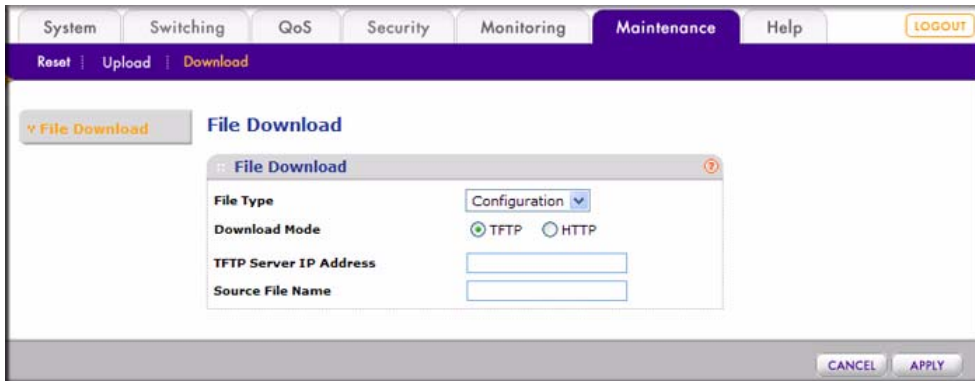 System Switching QoS Security Monitoring Maintenance Help LOGOUT
Reset Upload Download
File Download
File Download
File Download
File Type Configuration
Download Mode TFTP HTTP
TFTP Server IP Address
Source File Name
CANCEL APPLY